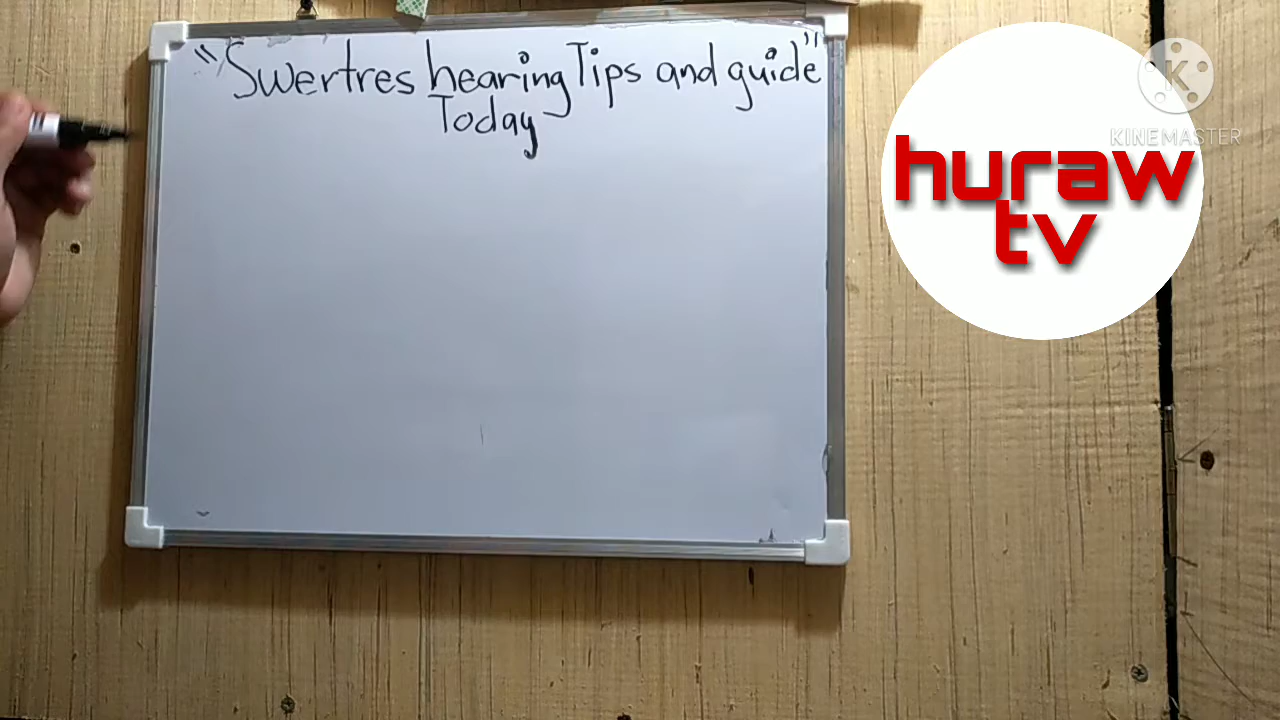 "Swertres hearing Tips and guide"
Today
KINEMASTER
huraw
tv